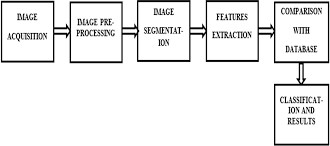 IMAGE
ACQUISITION
IMAGE PRE-
PROCESSING
IMAGE
SEGMENTAT-
ION
FEATURES
EXTRACTION
COMPARISON
WITH
DATABASE
CLASSIFICAT-
ION AND
RESULTS